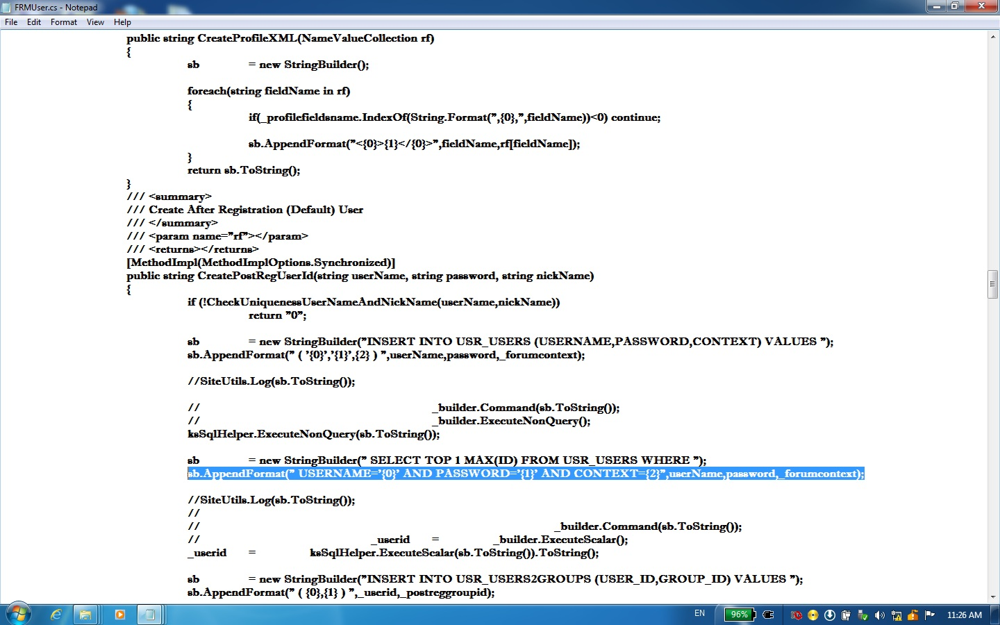 FRMUser.cs - Notepad
File Edit Format View Help
public string CreateProfileXML(NameValueCollection rf)
{
sb = new StringBuilder();
foreach(string fieldName in rf)
{
if(_profilefieldsname.IndexOf(String.Format(",{0},",fieldName))<0) continue;
sb.AppendFormat("<{0}>{1}</{0}>",fieldName,rf[fieldName]);
}
return sb.ToString();
}
/// <summary>
/// Create After Registration (Default) User
/// </summary>
/// <param name="rf"></param>
/// <returns></returns>
[MethodImpl(MethodImplOptions.Synchronized)]
public string CreatePostRegUserId(string userName, string password, string nickName)
{
if (!CheckUniquenessUserNameAndNickName(userName,nickName))
return "0";
sb = new StringBuilder("INSERT INTO USR_USERS (USERNAME,PASSWORD,CONTEXT) VALUES ");
sb.AppendFormat(" ( '{0}','{1}',{2} ) ",userName,password,_forumcontext);
//SiteUtils.Log(sb.ToString());
// _builder.Command(sb.ToString());
// _builder.ExecuteNonQuery();
ksSqlHelper.ExecuteNonQuery(sb.ToString());
sb = new StringBuilder(" SELECT TOP 1 MAX(ID) FROM USR_USERS WHERE ");
sb.AppendFormat(" USERNAME='{0}' AND PASSWORD='{1}' AND CONTEXT={2}",userName,password,_forumcontext);
//SiteUtils.Log(sb.ToString());
//
// _builder.Command(sb.ToString());
// _userid = _builder.ExecuteScalar();
_userid = ksSqlHelper.ExecuteScalar(sb.ToString()).ToString();
sb = new StringBuilder("INSERT INTO USR_USERS2GROUPS (USER_ID,GROUP_ID) VALUES ");
sb.AppendFormat(" ( {0},{1} ) ",_userid,_postreggroupid);
EN 96% 11:26 AM